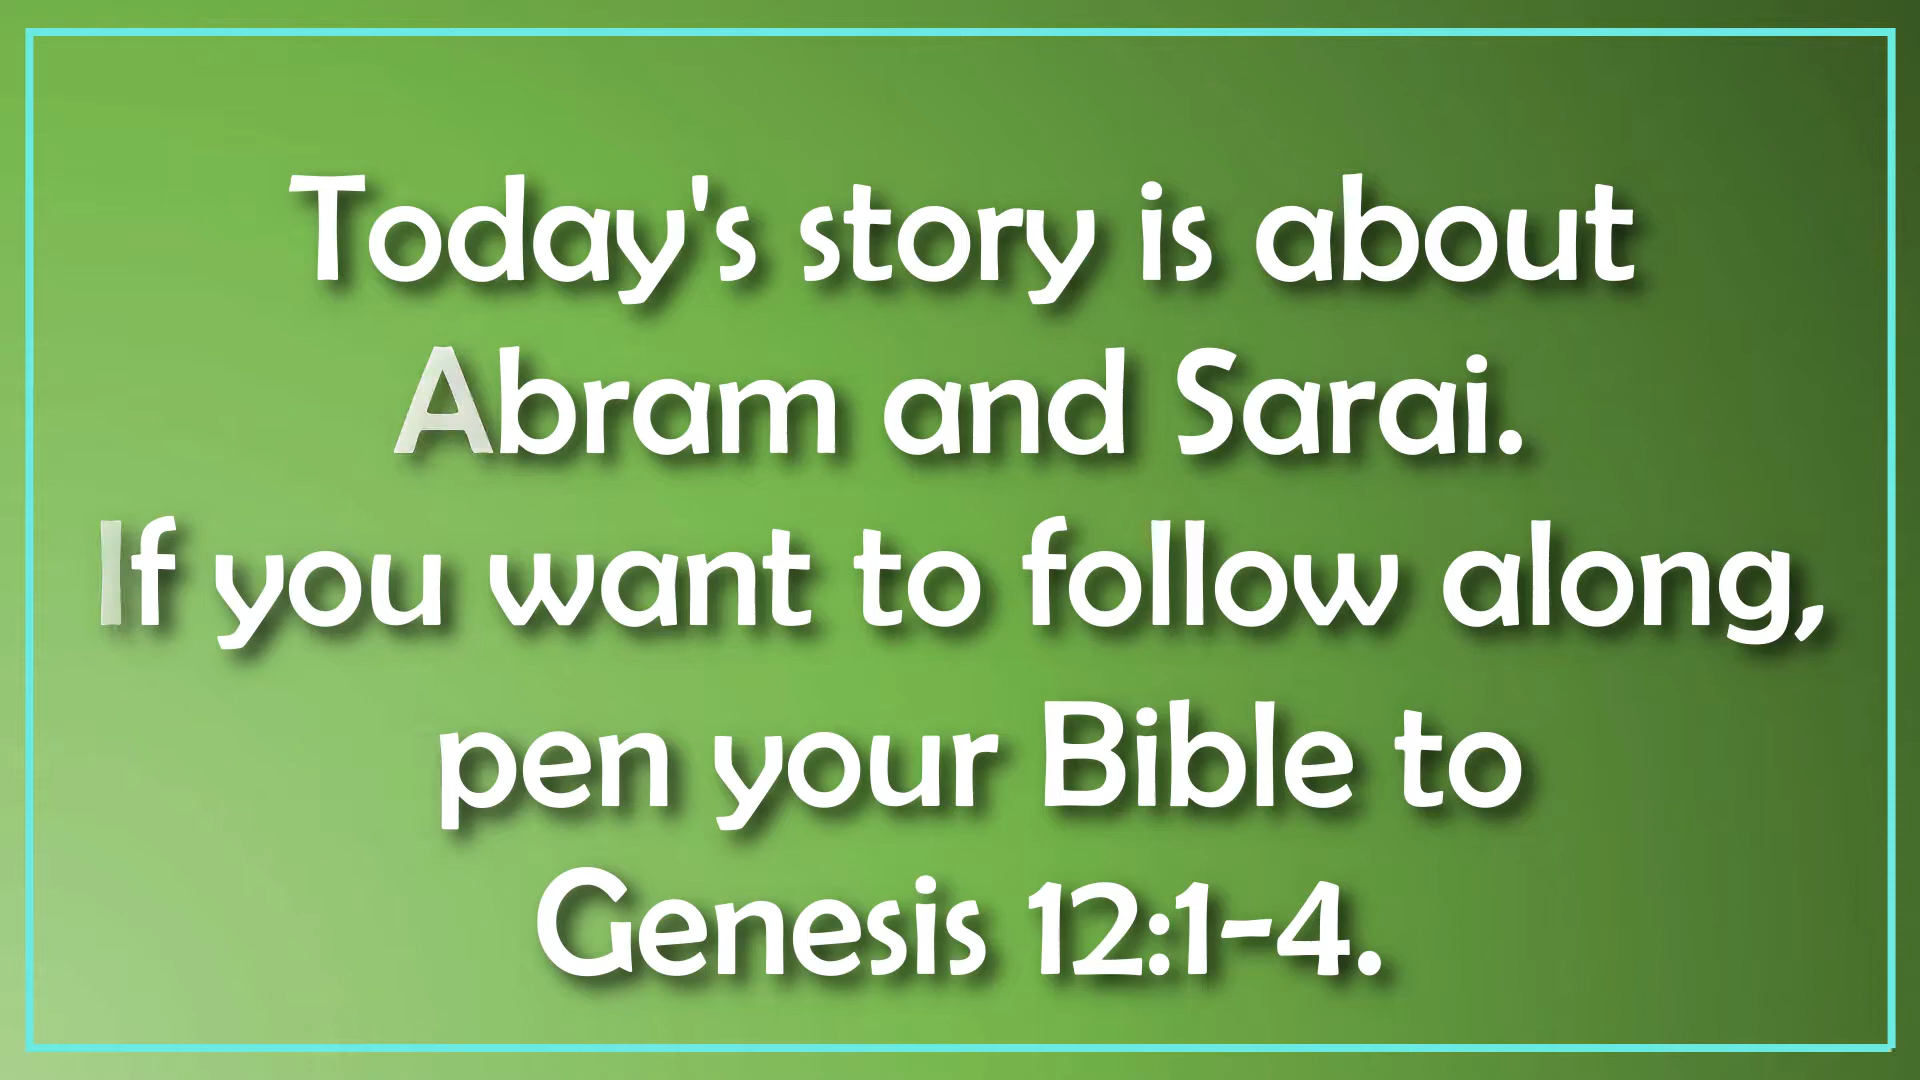 Today's story is about
Abram and Sarai.
If you want to follow along,
pen your Bible to
Genesis 12:1-4.